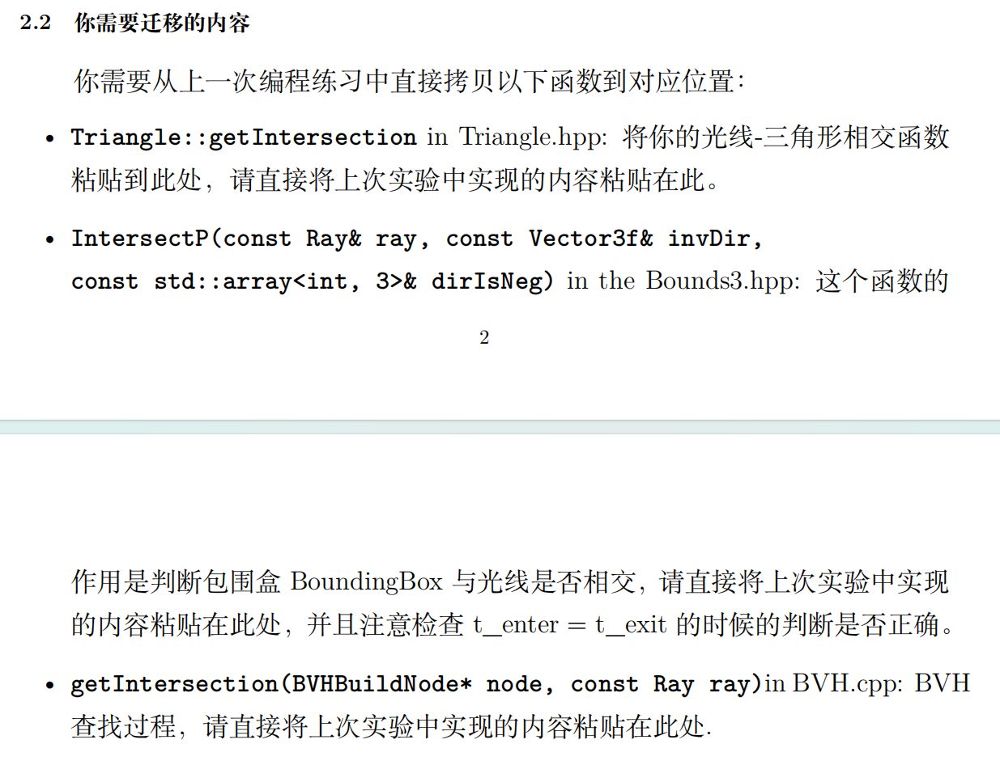 2.2 你需要迁移的内容
你需要从上一次编程练习中直接拷贝以下函数到对应位置：
• Triangle::getIntersection in Triangle.hpp: 将你的光线-三角形相交函数
粘贴到此处，请直接将上次实验中实现的内容粘贴在此。
• IntersectP(const Ray& ray, const Vector3f& invDir,
const std::array<int, 3>& dirIsNeg) in the Bounds3.hpp: 这个函数的
2
作用是判断包围盒 BoundingBox 与光线是否相交，请直接将上次实验中实现
的内容粘贴在此处，并且注意检查 t_enter = t_exit 的时候的判断是否正确。
• getIntersection(BVHBuildNode* node, const Ray ray)in BVH.cpp: BVH
查找过程，请直接将上次实验中实现的内容粘贴在此处.